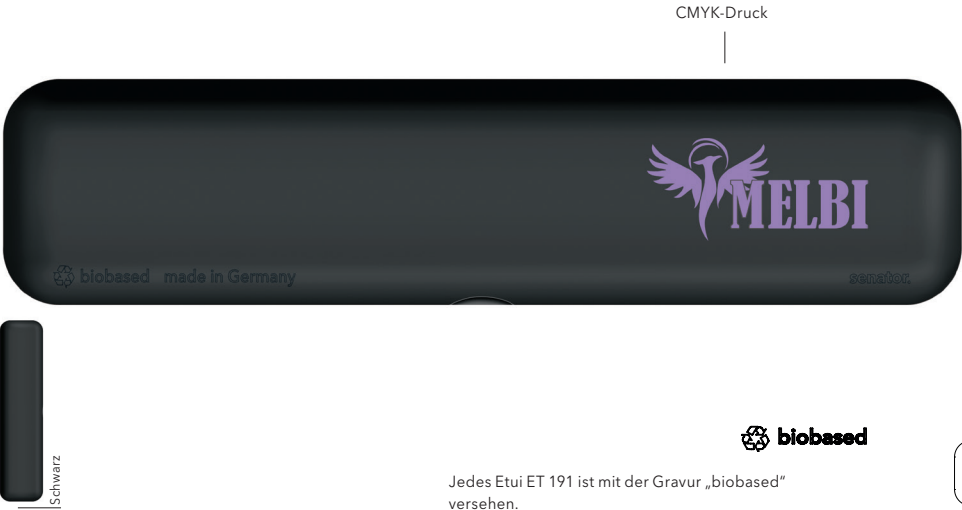 CMYK-Druck
MELBI
biobased made in Germany
senator.
Schwarz
biobased
Jedes Etui ET 191 ist mit der Gravur „biobased“
versehen.